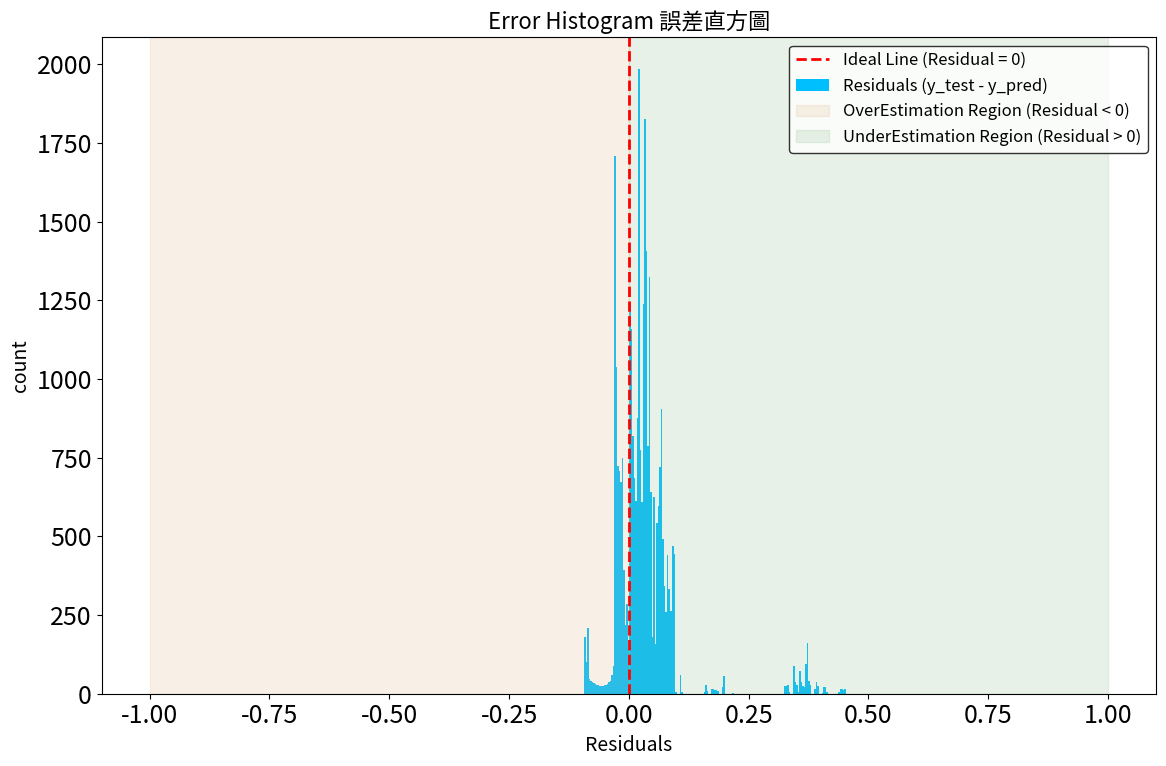 Error Histogram 誤差直方圖
Ideal Line (Residual = 0)
Residuals (y_test - y_pred)
OverEstimation Region (Residual < 0)
UnderEstimation Region (Residual > 0)
count
2000
1750
1500
1250
1000
750
500
250
0
-1.00 -0.75 -0.50 -0.25 0.00 0.25 0.50 0.75 1.00
Residuals